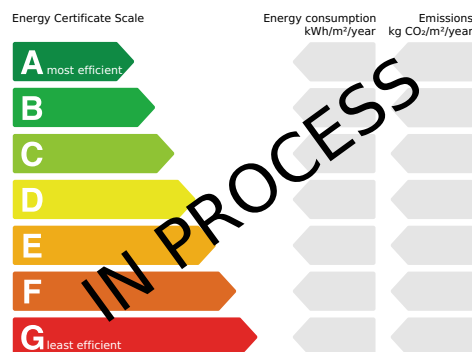 Energy Certificate Scale
Energy consumption
kWh/m²/year
Emissions
kg CO₂/m²/year
A most efficient
B
C
D
E
F
G least efficient
IN PROCESS